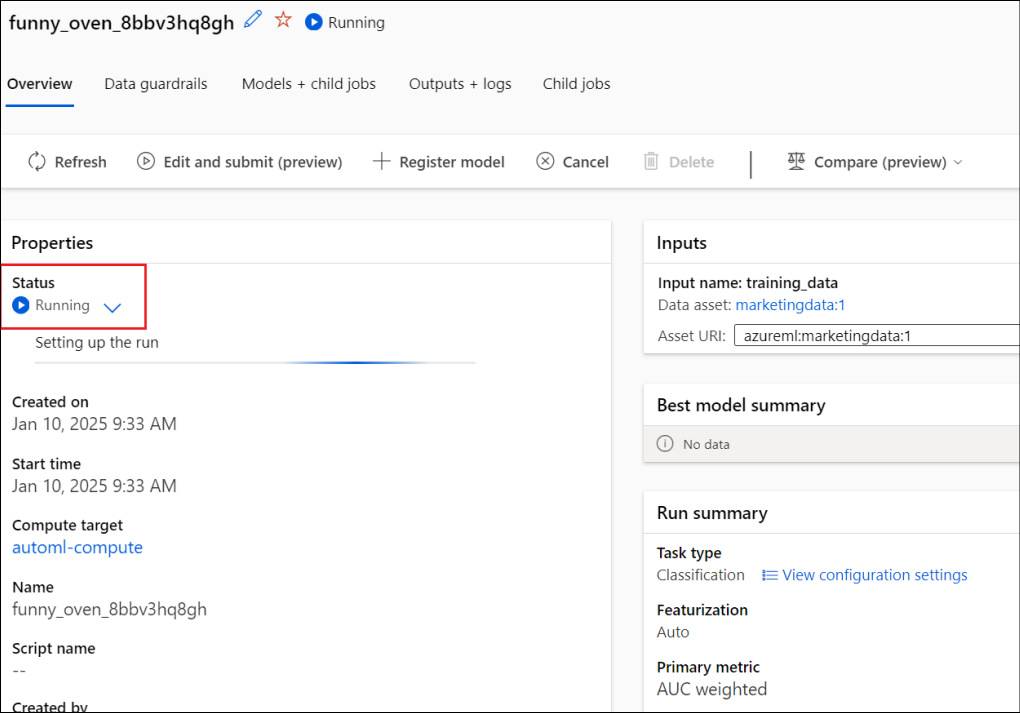 funny_oven_8bbv3hq8gh Running
Overview Data guardrails Models + child jobs Outputs + logs Child jobs
Refresh Edit and submit (preview) Register model Cancel Delete Compare (preview)
Properties
Status
Running
Setting up the run
Created on
Jan 10, 2025 9:33 AM
Start time
Jan 10, 2025 9:33 AM
Compute target
automl-compute
Name
funny_oven_8bbv3hq8gh
Script name
--
Created by
Inputs
Input name: training_data
Data asset: marketingdata:1
Asset URI: azureml:marketingdata:1
Best model summary
No data
Run summary
Task type
Classification View configuration settings
Featurization
Auto
Primary metric
AUC weighted